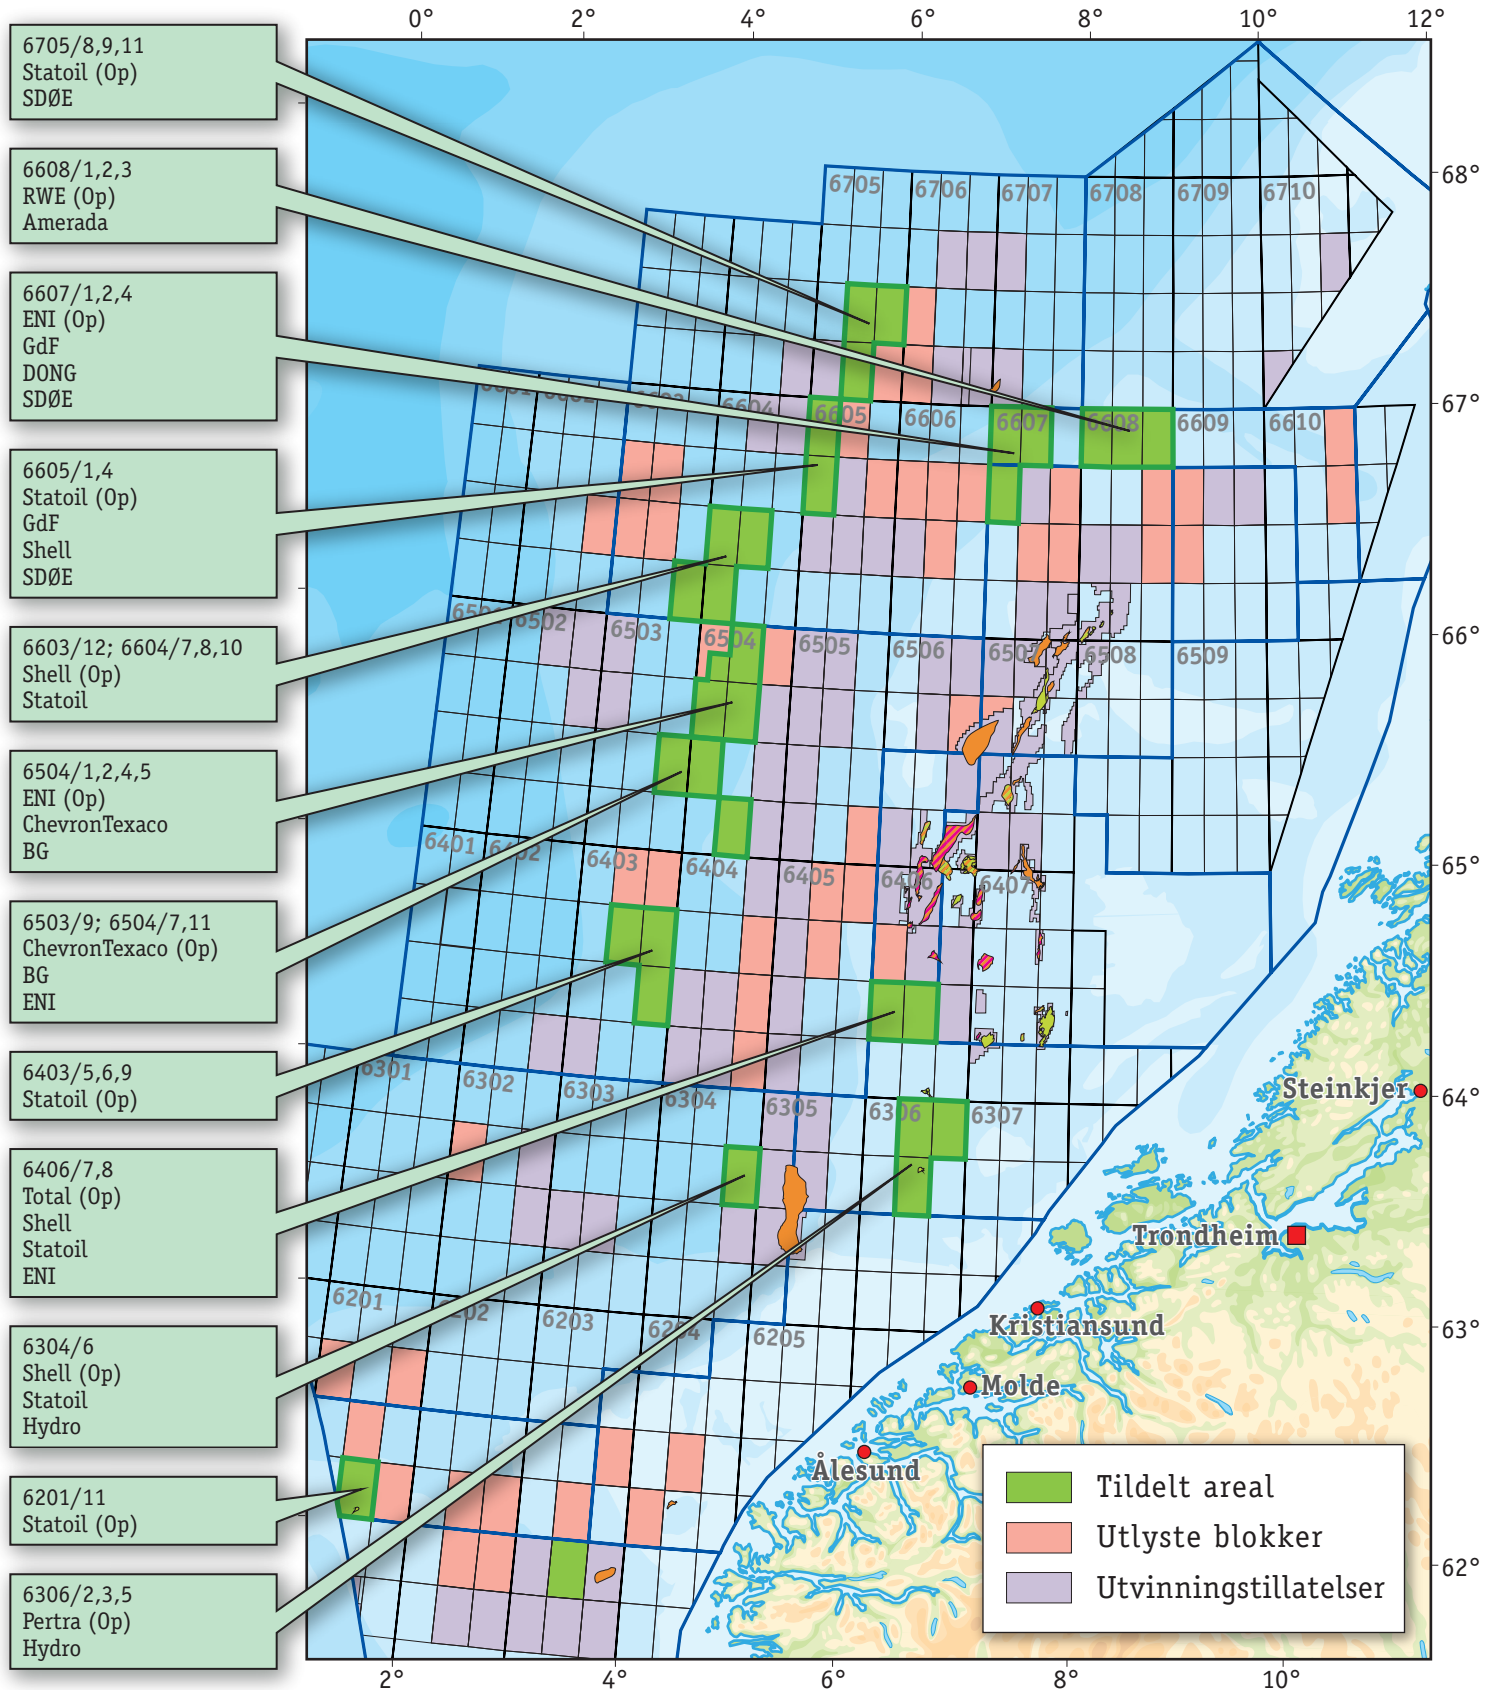 0° 2° 4° 6° 8° 10° 12°
6705/8,9,11
Statoil (Op)
SDØE
6608/1,2,3
RWE (Op)
Amerada
6607/1,2,4
ENI (Op)
GdF
DONG
SDØE
6605/1,4
Statoil (Op)
GdF
Shell
SDØE
6603/12; 6604/7,8,10
Shell (Op)
Statoil
6504/1,2,4,5
ENI (Op)
ChevronTexaco
BG
6503/9; 6504/7,11
ChevronTexaco (Op)
BG
ENI
6403/5,6,9
Statoil (Op)
6406/7,8
Total (Op)
Shell
Statoil
ENI
6304/6
Shell (Op)
Statoil
Hydro
6201/11
Statoil (Op)
6306/2,3,5
Pertra (Op)
Hydro
6705 6706 6707 6708 6709 6710
6604 6605 6606 6607 6608 6609 6610
6502 6503 6504 6505 6506 6507 6508 6509
6401 6402 6403 6404 6405 6406 6407
6301 6302 6303 6304 6305 6306 6307
6201 6202 6203 6204 6205
68°
67°
66°
65°
64°
63°
62°
Steinkjer
Trondheim
Kristiansund
Molde
Ålesund
Tildelt areal
Utlyste blokker
Utvinningstillatelser
2° 4° 6° 8° 10°